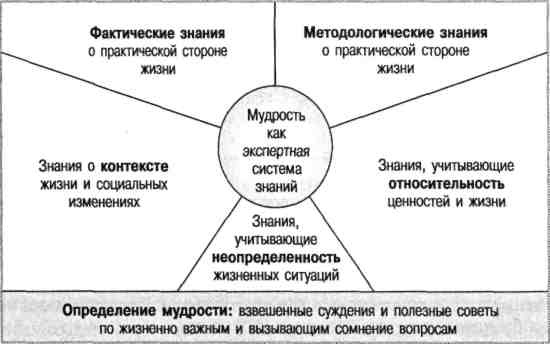 Фактические знания
о практической стороне
жизни
Методологические знания
о практической стороне
жизни
Мудрость
как
экспертная
система
знаний
Знания о контексте
жизни и социальных
изменениях
Знания, учитывающие
относительность
ценностей и жизни
Знания,
учитывающие
неопределенность
жизненных ситуаций
Определение мудрости: взвешенные суждения и полезные советы
по жизненно важным и вызывающим сомнение вопросам